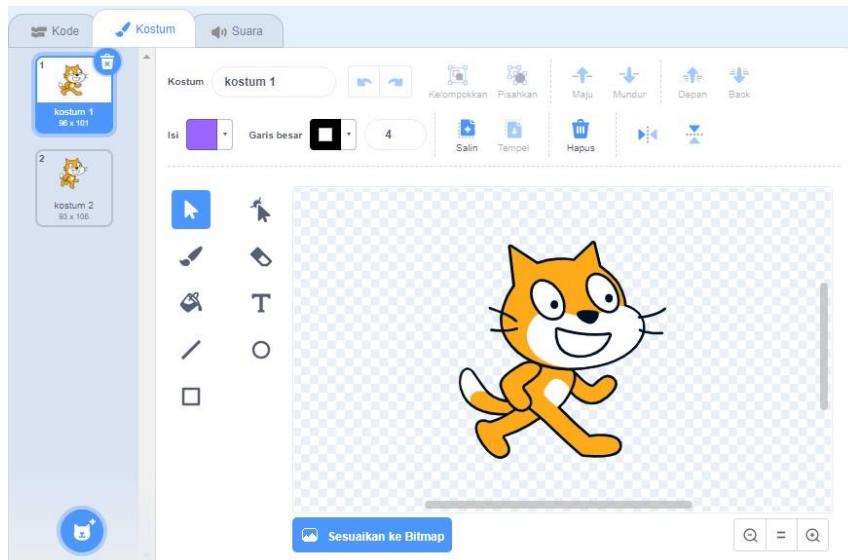 Kode Kostum Suara
1
kostum 1
96 x 101
2
kostum 2
93 x 106
Kostum kostum 1 Kelompokkan Pisahkan Maju Mundur Depan Back
Isi Garis besar 4 Salin Tempel Hapus
T
Sesuaikan ke Bitmap